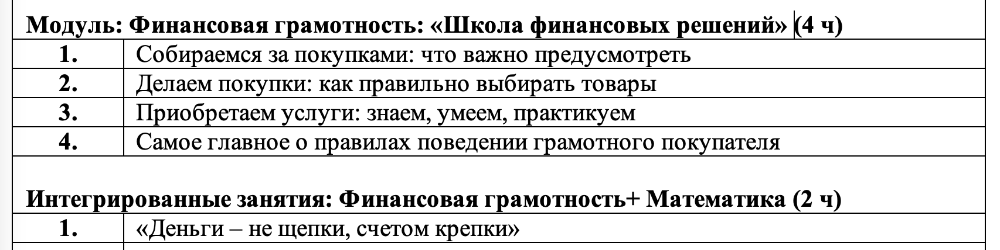 Модуль: Финансовая грамотность: «Школа финансовых решений» (4 ч)
1. Собираемся за покупками: что важно предусмотреть
2. Делаем покупки: как правильно выбирать товары
3. Приобретаем услуги: знаем, умеем, практикуем
4. Самое главное о правилах поведении грамотного покупателя
Интегрированные занятия: Финансовая грамотность+ Математика (2 ч)
1. «Деньги – не щепки, счетом крепки»